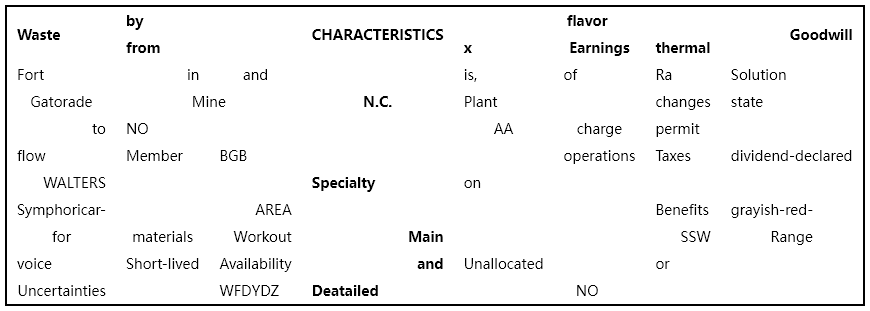 by flavor
Waste CHARACTERISTICS Goodwill
from x Earnings thermal
Fort in and is, of Ra Solution
Gatorade Mine N.C. Plant changes state
to NO AA charge permit
flow Member BGB operations Taxes dividend-declared
WALTERS Specialty on
Symphoricar- AREA Benefits grayish-red-
for materials Workout Main SSW Range
voice Short-lived Availability and Unallocated or
Uncertainties WFDYDZ Deatailed NO